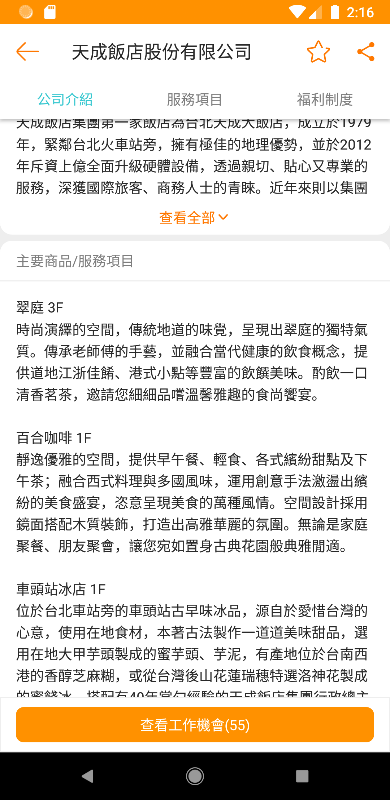 2:16
天成飯店股份有限公司
公司介紹
服務項目
福利制度
天成飯店集團第一家飯店為台北天成大飯店，成立於1979
年，緊鄰台北火車站旁，擁有極佳的地理優勢，並於2012
年斥資上億全面升級硬體設備，透過親切、貼心又專業的
服務，深獲國際旅客、商務人士的青睞。近年來則以集團
查看全部
主要商品/服務項目
翠庭 3F
時尚演繹的空間，傳統地道的味覺，呈現出翠庭的獨特氣
質。傳承老師傅的手藝，並融合當代健康的飲食概念，提
供道地江浙佳餚、港式小點等豐富的飲饌美味。酌飲一口
清香茗茶，邀請您細細品嚐溫馨雅趣的食尚饗宴。
百合咖啡 1F
靜逸優雅的空間，提供早午餐、輕食、各式繽紛甜點及下
午茶；融合西式料理與多國風味，運用創意手法激盪出繽
紛的美食盛宴，恣意呈現美食的萬種風情。空間設計採用
鏡面搭配木質裝飾，打造出高雅華麗的氛圍。無論是家庭
聚餐、朋友聚會，讓您宛如置身古典花園般典雅閒適。
車頭站冰店 1F
位於台北車站旁的車頭站古早味冰品，源自於愛惜台灣的
心意，使用在地食材，本著古法製作一道道美味甜品，選
用在地大甲芋頭製成的蜜芋頭、芋泥，有產地位於台南西
港的香醇芝麻糊，或從台灣後山花蓮瑞穗特選洛神花製成
的蜜餞冰，搭配有40年掌勺經驗的天成飯店集團行政總主
查看工作機會(55)